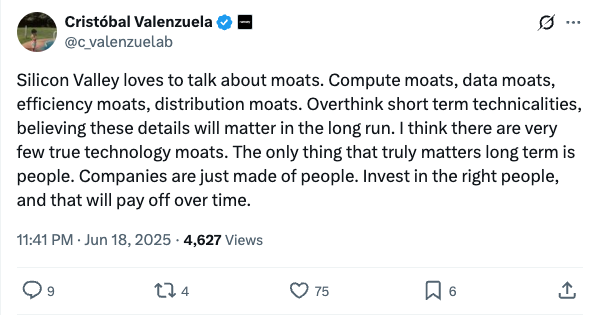 Cristóbal Valenzuela
@c_valenzuelab
Silicon Valley loves to talk about moats. Compute moats, data moats,
efficiency moats, distribution moats. Overthink short term technicalities,
believing these details will matter in the long run. I think there are very
few true technology moats. The only thing that truly matters long term is
people. Companies are just made of people. Invest in the right people,
and that will pay off over time.
11:41 PM · Jun 18, 2025 · 4,627 Views
9 4 75 6